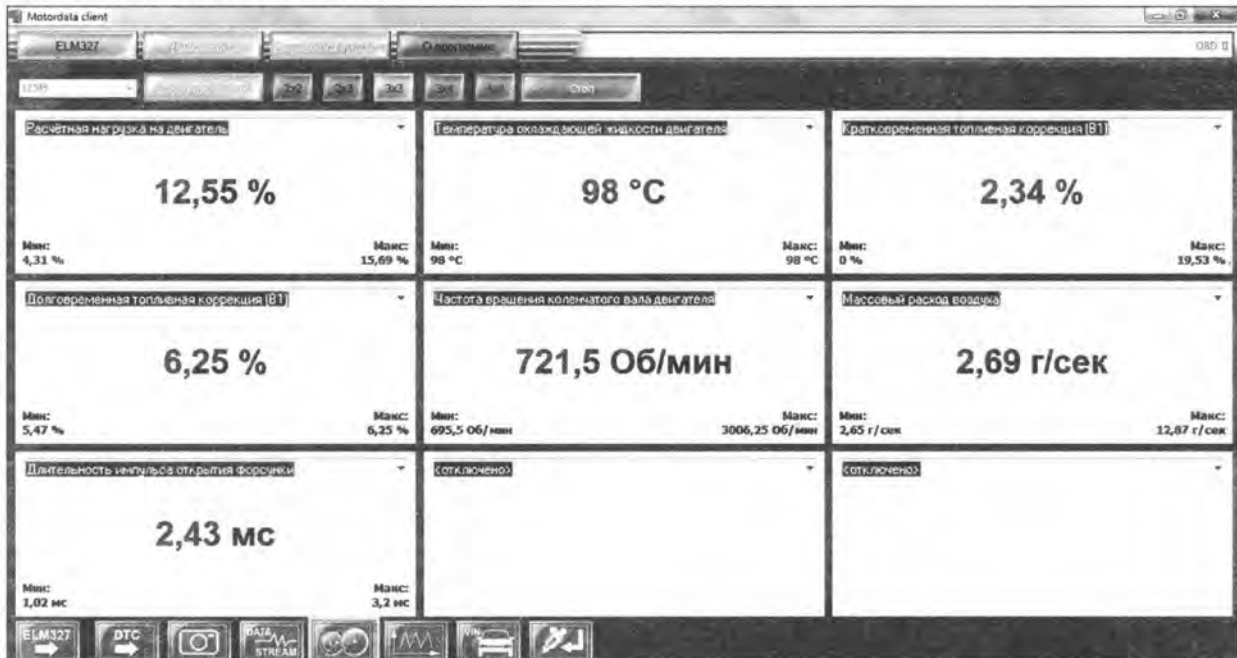 Motordata client
ELM327
О программе
OBD II
2x2
3x3
Стоп
Расчётная нагрузка на двигатель
12,55 %
Мин:
4,31 %
Макс:
15,69 %
Температура охлаждающей жидкости двигателя
98 °C
Мин:
98 °C
Макс:
98 °C
Кратковременная топливная коррекция (B1)
2,34 %
Мин:
0 %
Макс:
19,53 %
Долговременная топливная коррекция (B1)
6,25 %
Мин:
5,47 %
Макс:
6,25 %
Частота вращения коленчатого вала двигателя
721,5 Об/мин
Мин:
695,5 Об/мин
Макс:
3006,25 Об/мин
Массовый расход воздуха
2,69 г/сек
Мин:
2,65 г/сек
Макс:
12,87 г/сек
Длительность импульса открытия форсунки
2,43 мс
Мин:
1,02 мс
Макс:
3,2 мс
<отключено>
<отключено>
ELM327
DTC
DATA
STREAM
VIN